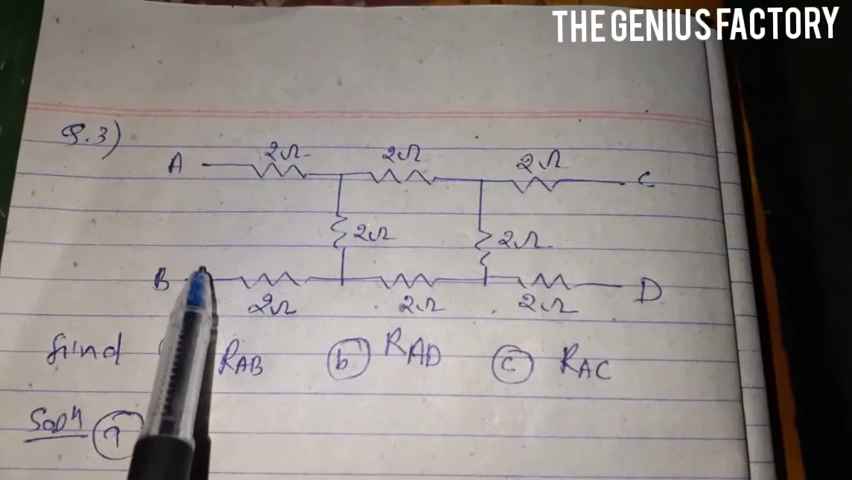 THE GENIUS FACTORY
Q.3)
A 2Ω 2Ω 2Ω C
2Ω 2Ω
B 2Ω 2Ω 2Ω D
find RAB (b) RAD (c) RAC
Solⁿ (a)